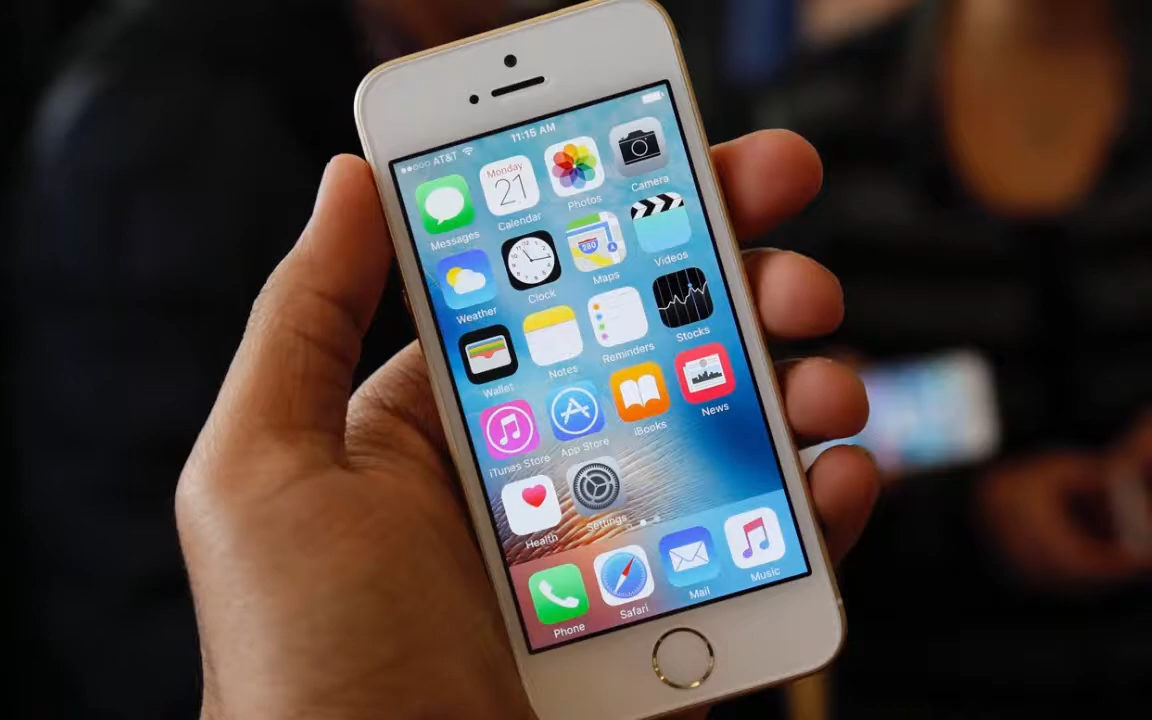 AT&T 11:15 AM
Monday
21
Messages Calendar Photos Camera
280
Weather Clock Maps Videos
Wallet Notes Reminders Stocks
iTunes Store App Store iBooks News
Health Settings
Phone Safari Mail Music